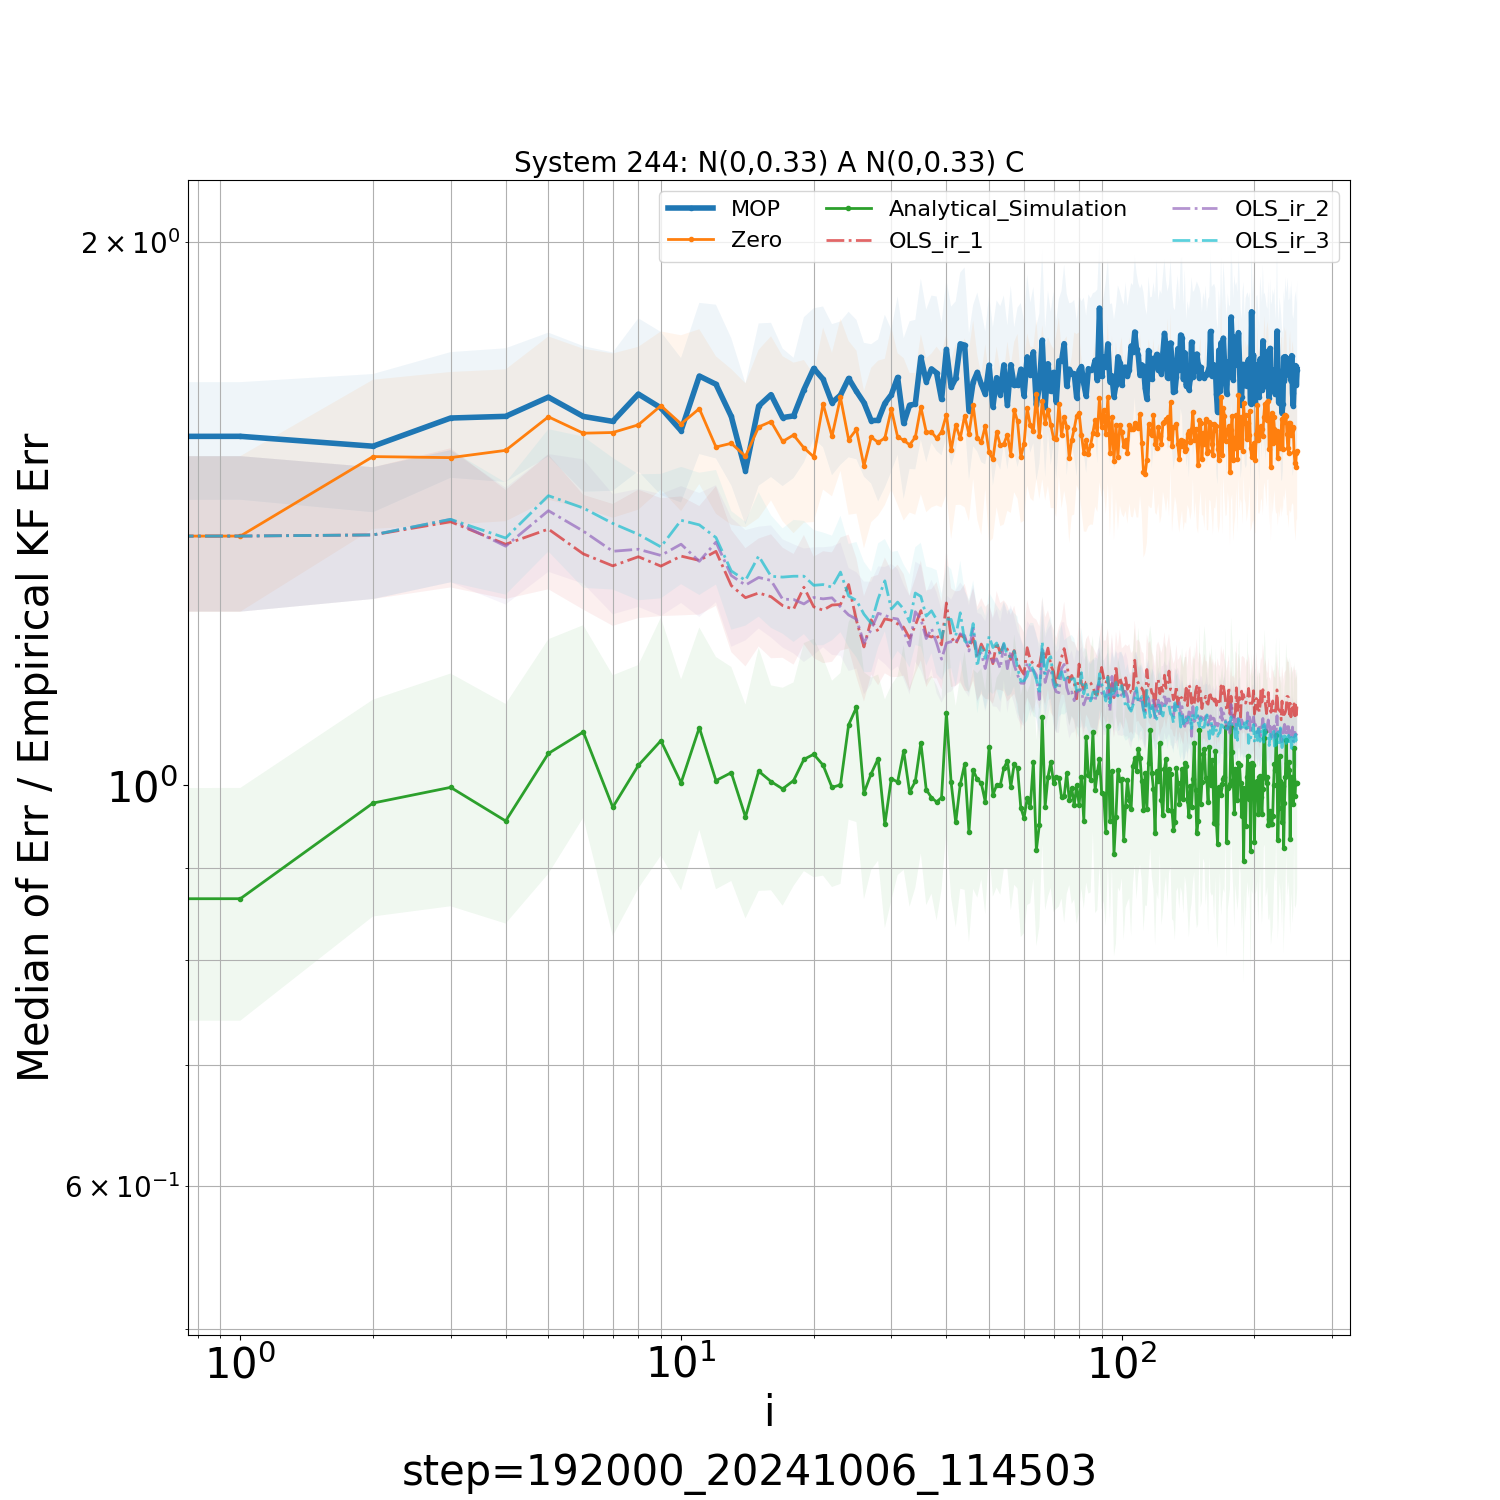 System 244: N(0,0.33) A N(0,0.33) C
MOP
Zero
Analytical_Simulation
OLS_ir_1
OLS_ir_2
OLS_ir_3
Median of Err / Empirical KF Err
2 × 10⁰
10⁰
6 × 10⁻¹
10⁰
10¹
10²
i
step=192000_20241006_114503